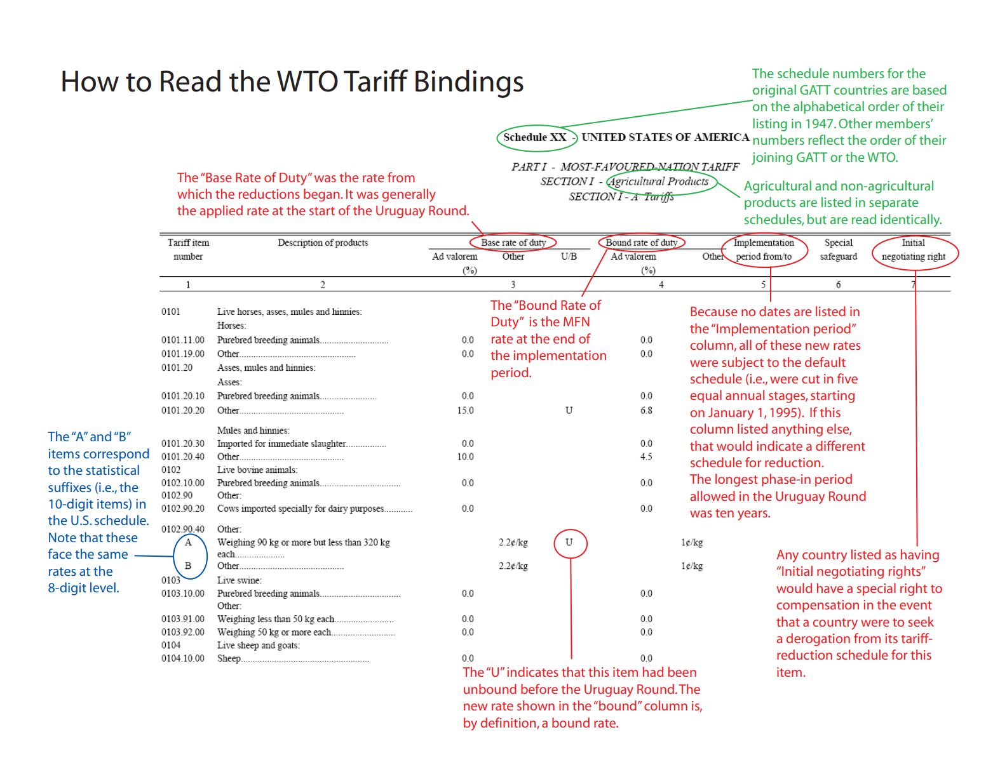 How to Read the WTO Tariff Bindings
The schedule numbers for the
original GATT countries are based
on the alphabetical order of their
listing in 1947. Other members’
numbers reflect the order of their
joining GATT or the WTO.
Schedule XX - UNITED STATES OF AMERICA
PART I - MOST-FAVOURED-NATION TARIFF
SECTION I - Agricultural Products
SECTION I - A Tariffs
Agricultural and non-agricultural
products are listed in separate
schedules, but are read identically.
The “Base Rate of Duty” was the rate from
which the reductions began. It was generally
the applied rate at the start of the Uruguay Round.
Tariff item Description of products Base rate of duty Bound rate of duty Implementation Special Initial
number Ad valorem Other U/B Ad valorem Other period from/to safeguard negotiating right
(%) (%)
1 2 3 4 5 6 7
0101 Live horses, asses, mules and hinnies:
Horses:
0101.11.00 Purebred breeding animals............................ 0.0 0.0
0101.19.00 Other................................................ 0.0 0.0
0101.20 Asses, mules and hinnies:
Asses:
0101.20.10 Purebred breeding animals....................... 0.0 0.0
0101.20.20 Other........................................... 15.0 U 6.8
Mules and hinnies:
0101.20.30 Imported for immediate slaughter................. 0.0 0.0
0101.20.40 Other........................................... 10.0 4.5
0102 Live bovine animals:
0102.10.00 Purebred breeding animals................................. 0.0 0.0
0102.90 Other:
0102.90.20 Cows imported specially for dairy purposes............ 0.0 0.0
0102.90.40 Other:
A Weighing 90 kg or more but less than 320 kg 2.2¢/kg U 1¢/kg
each.....................
B Other........................................... 2.2¢/kg 1¢/kg
0103 Live swine:
0103.10.00 Purebred breeding animals................................. 0.0 0.0
Other:
0103.91.00 Weighing less than 50 kg each......................... 0.0 0.0
0103.92.00 Weighing 50 kg or more each........................... 0.0 0.0
0104 Live sheep and goats:
0104.10.00 Sheep..................................................... 0.0 0.0
The “Bound Rate of
Duty” is the MFN
rate at the end of
the implementation
period.
Because no dates are listed in
the “Implementation period”
column, all of these new rates
were subject to the default
schedule (i.e., were cut in five
equal annual stages, starting
on January 1, 1995). If this
column listed anything else,
that would indicate a different
schedule for reduction.
The longest phase-in period
allowed in the Uruguay Round
was ten years.
The “A” and “B”
items correspond
to the statistical
suffixes (i.e., the
10-digit items) in
the U.S. schedule.
Note that these
face the same
rates at the
8-digit level.
Any country listed as having
“Initial negotiating rights”
would have a special right to
compensation in the event
that a country were to seek
a derogation from its tariff-
reduction schedule for this
item.
The “U” indicates that this item had been
unbound before the Uruguay Round. The
new rate shown in the “bound” column is,
by definition, a bound rate.